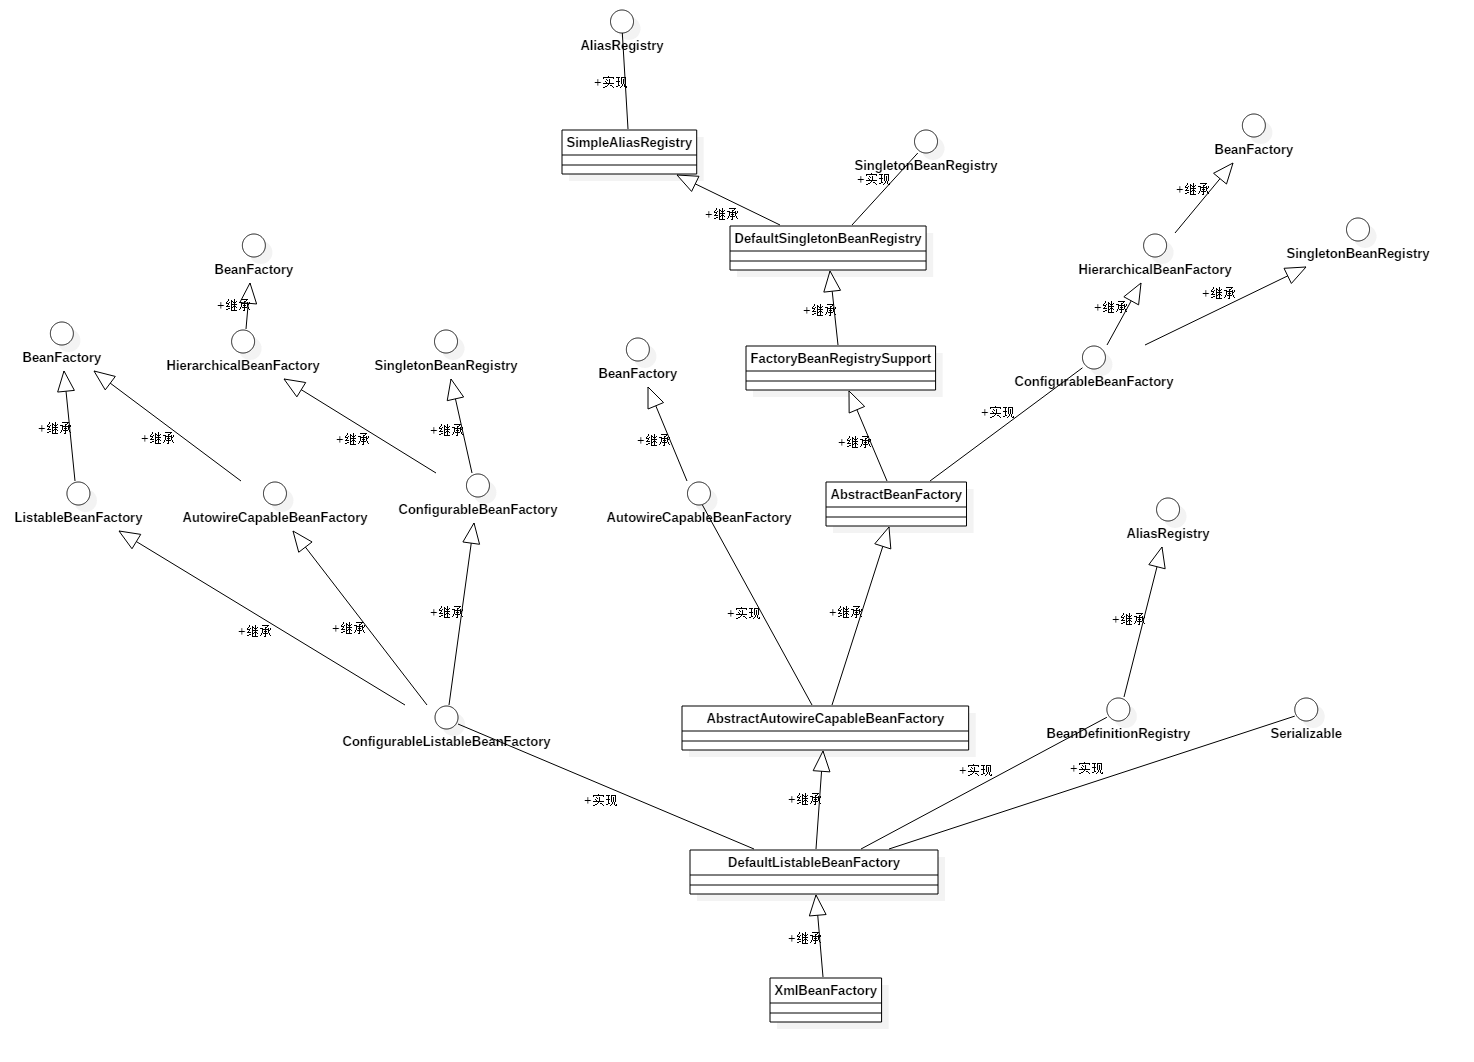 AliasRegistry
+实现
SimpleAliasRegistry
SingletonBeanRegistry
+实现
BeanFactory
+继承
+继承
DefaultSingletonBeanRegistry
BeanFactory
HierarchicalBeanFactory
SingletonBeanRegistry
+继承
+继承
+继承
+继承
+继承
BeanFactory
HierarchicalBeanFactory
SingletonBeanRegistry
BeanFactory
FactoryBeanRegistrySupport
ConfigurableBeanFactory
+实现
+继承
+继承
+继承
+继承
+继承
+继承
ListableBeanFactory
AutowireCapableBeanFactory
ConfigurableBeanFactory
AutowireCapableBeanFactory
AbstractBeanFactory
AliasRegistry
+继承
+继承
+继承
+实现
+继承
+继承
ConfigurableListableBeanFactory
AbstractAutowireCapableBeanFactory
BeanDefinitionRegistry
Serializable
+实现
+继承
+实现
+实现
DefaultListableBeanFactory
+继承
XmlBeanFactory